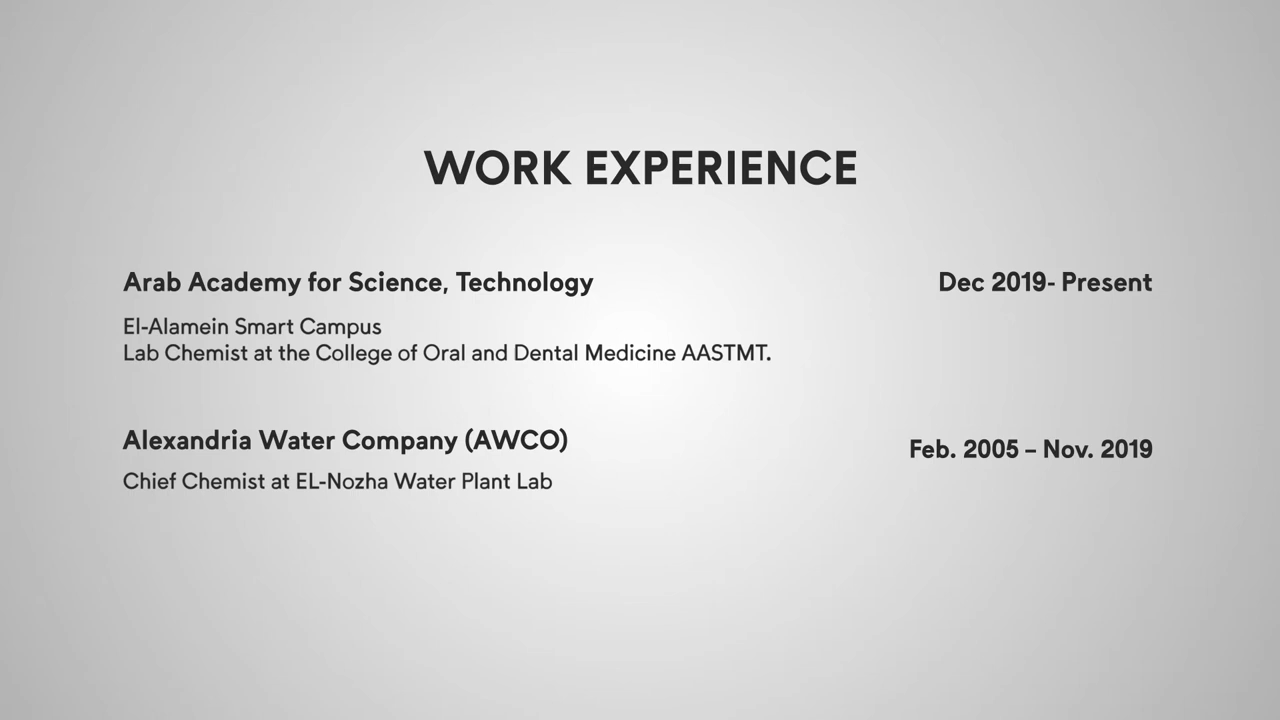 WORK EXPERIENCE
Arab Academy for Science, Technology
Dec 2019- Present
El-Alamein Smart Campus
Lab Chemist at the College of Oral and Dental Medicine AASTMT.
Alexandria Water Company (AWCO)
Feb. 2005 – Nov. 2019
Chief Chemist at EL-Nozha Water Plant Lab